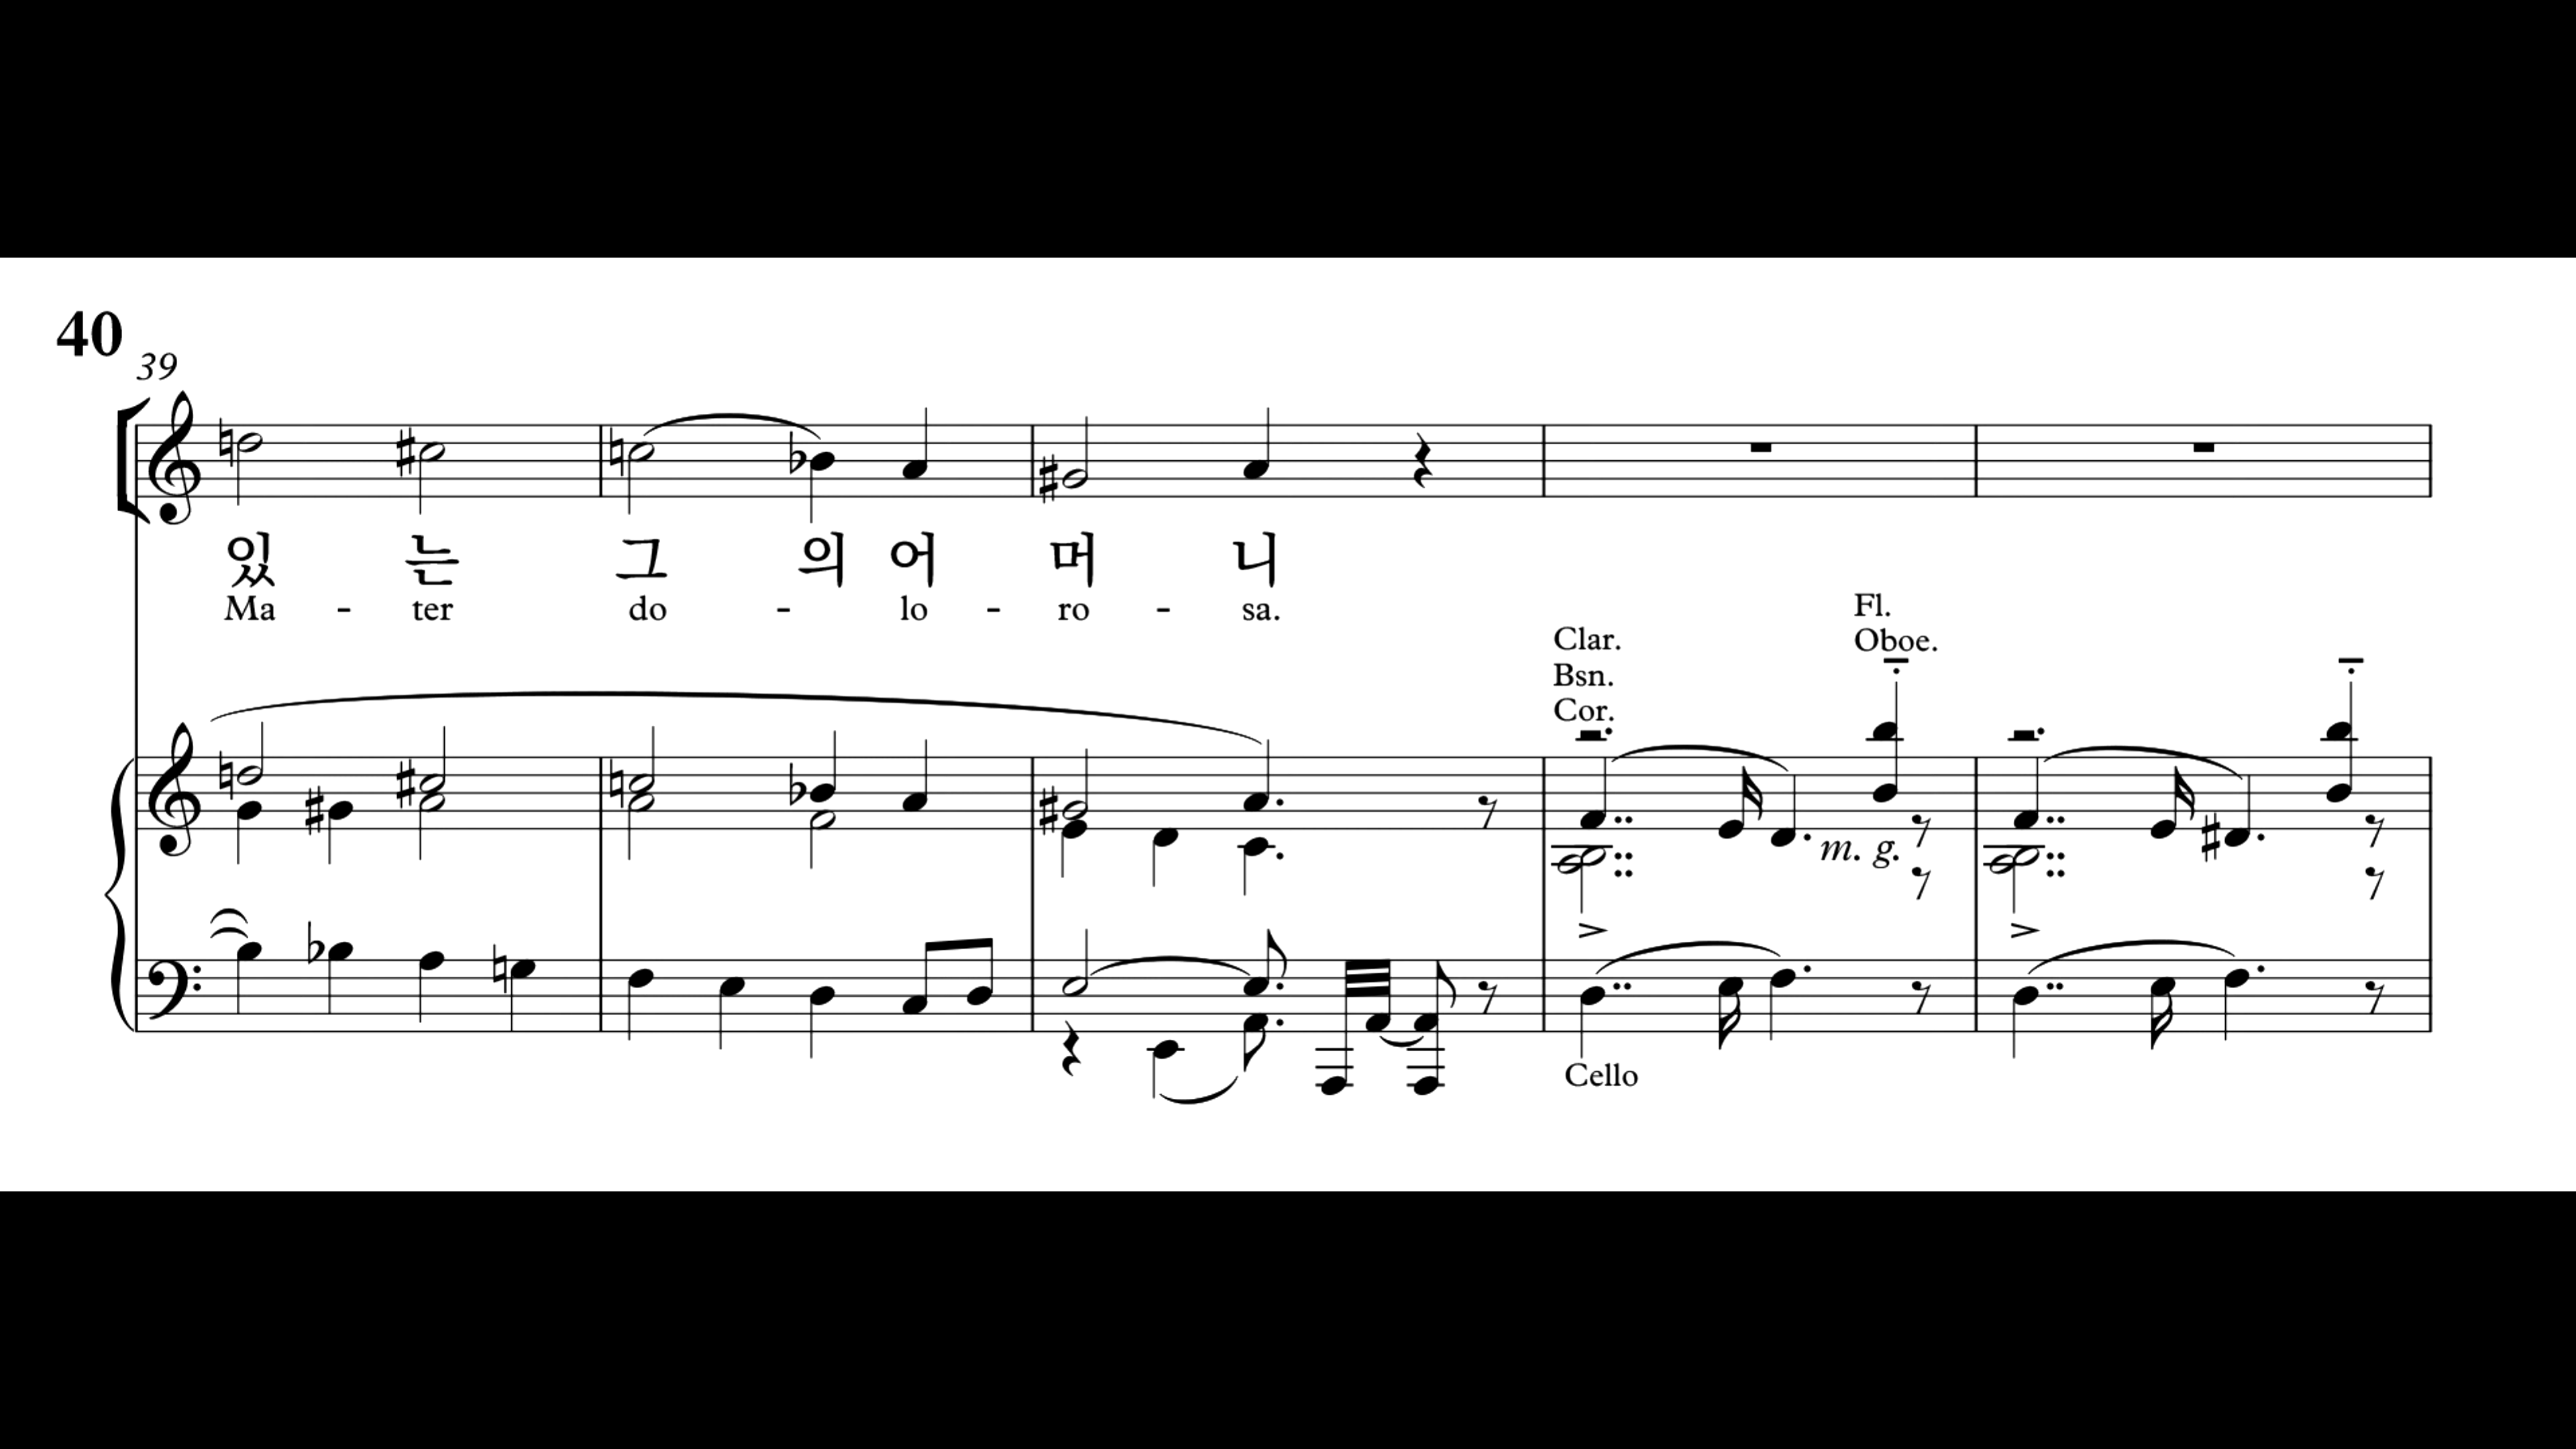 40
39
있 는 그 의 어 머 니
Ma - ter do - lo - ro - sa.
Clar.
Bsn.
Cor.
Fl.
Oboe.
m. g.
Cello